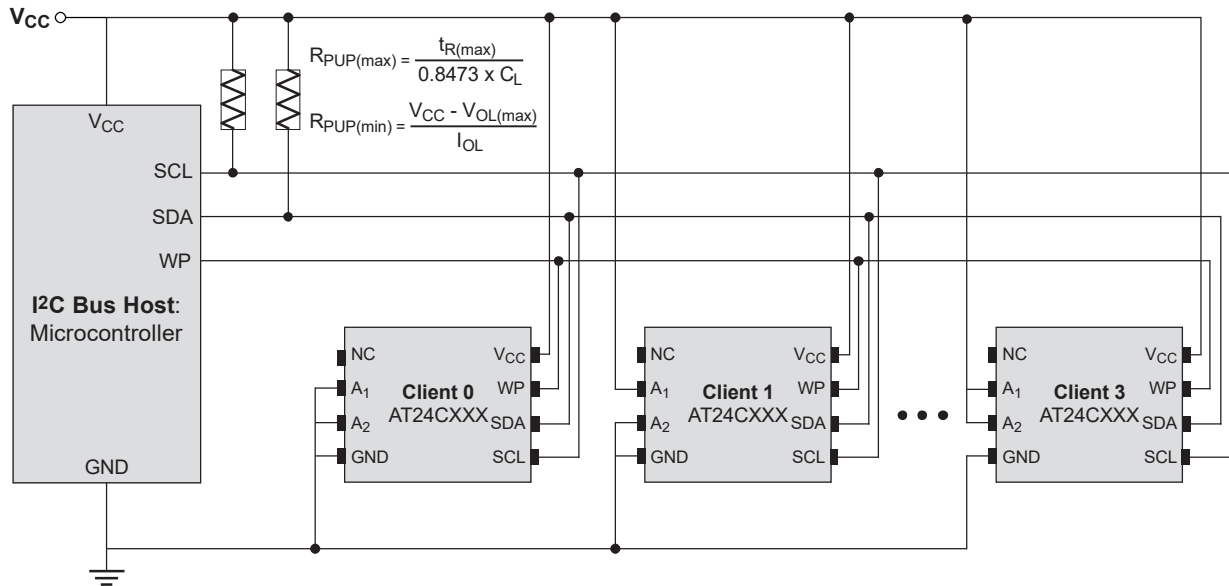 VCC
RPUP(max) = tR(max)
0.8473 x CL
RPUP(min) = VCC - VOL(max)
IOL
VCC
SCL
SDA
WP
I²C Bus Host:
Microcontroller
GND
NC
A1
A2
GND
Client 0
AT24CXXX
VCC
WP
SDA
SCL
NC
A1
A2
GND
Client 1
AT24CXXX
VCC
WP
SDA
SCL
NC
A1
A2
GND
Client 3
AT24CXXX
VCC
WP
SDA
SCL